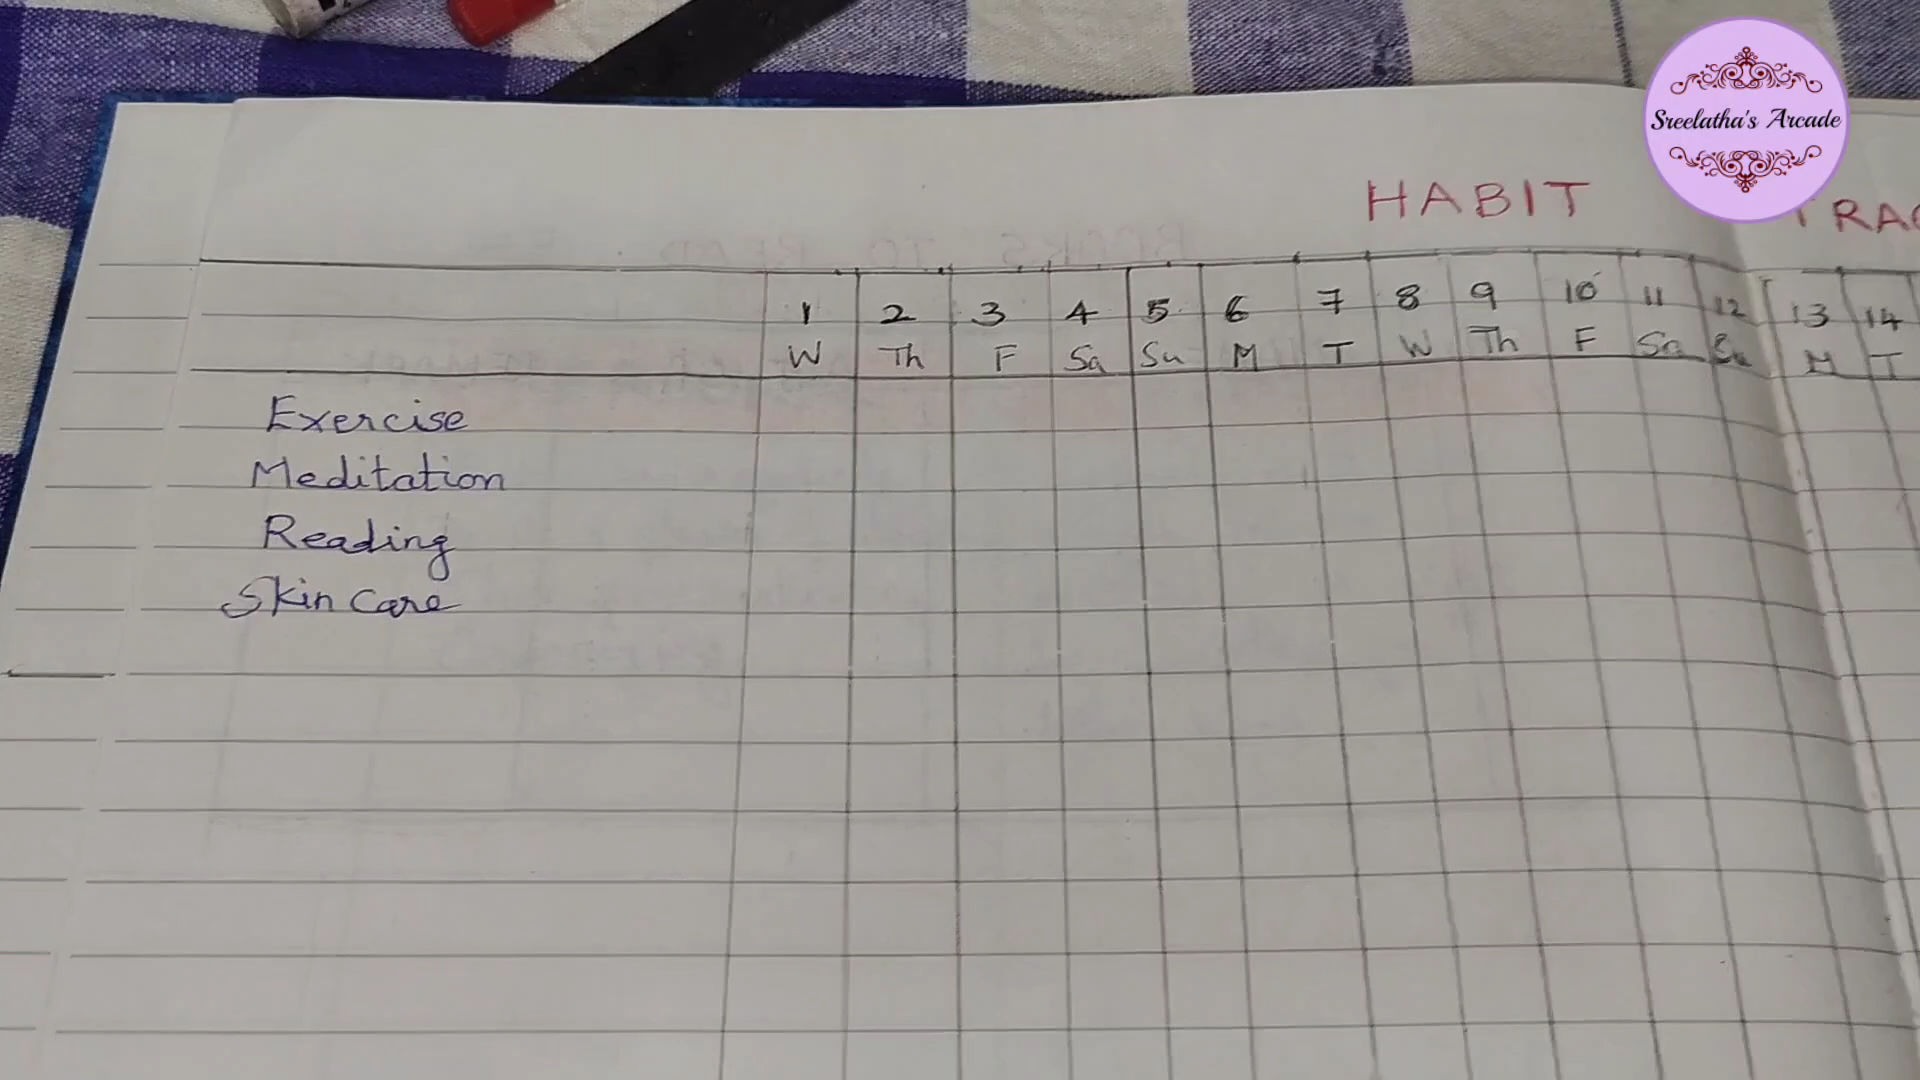 Sreelatha's Arcade
HABIT TRAC
1 2 3 4 5 6 7 8 9 10 11 12 13 14
W Th F Sa Su M T W Th F Sa Su M T
Exercise
Meditation
Reading
Skin Care